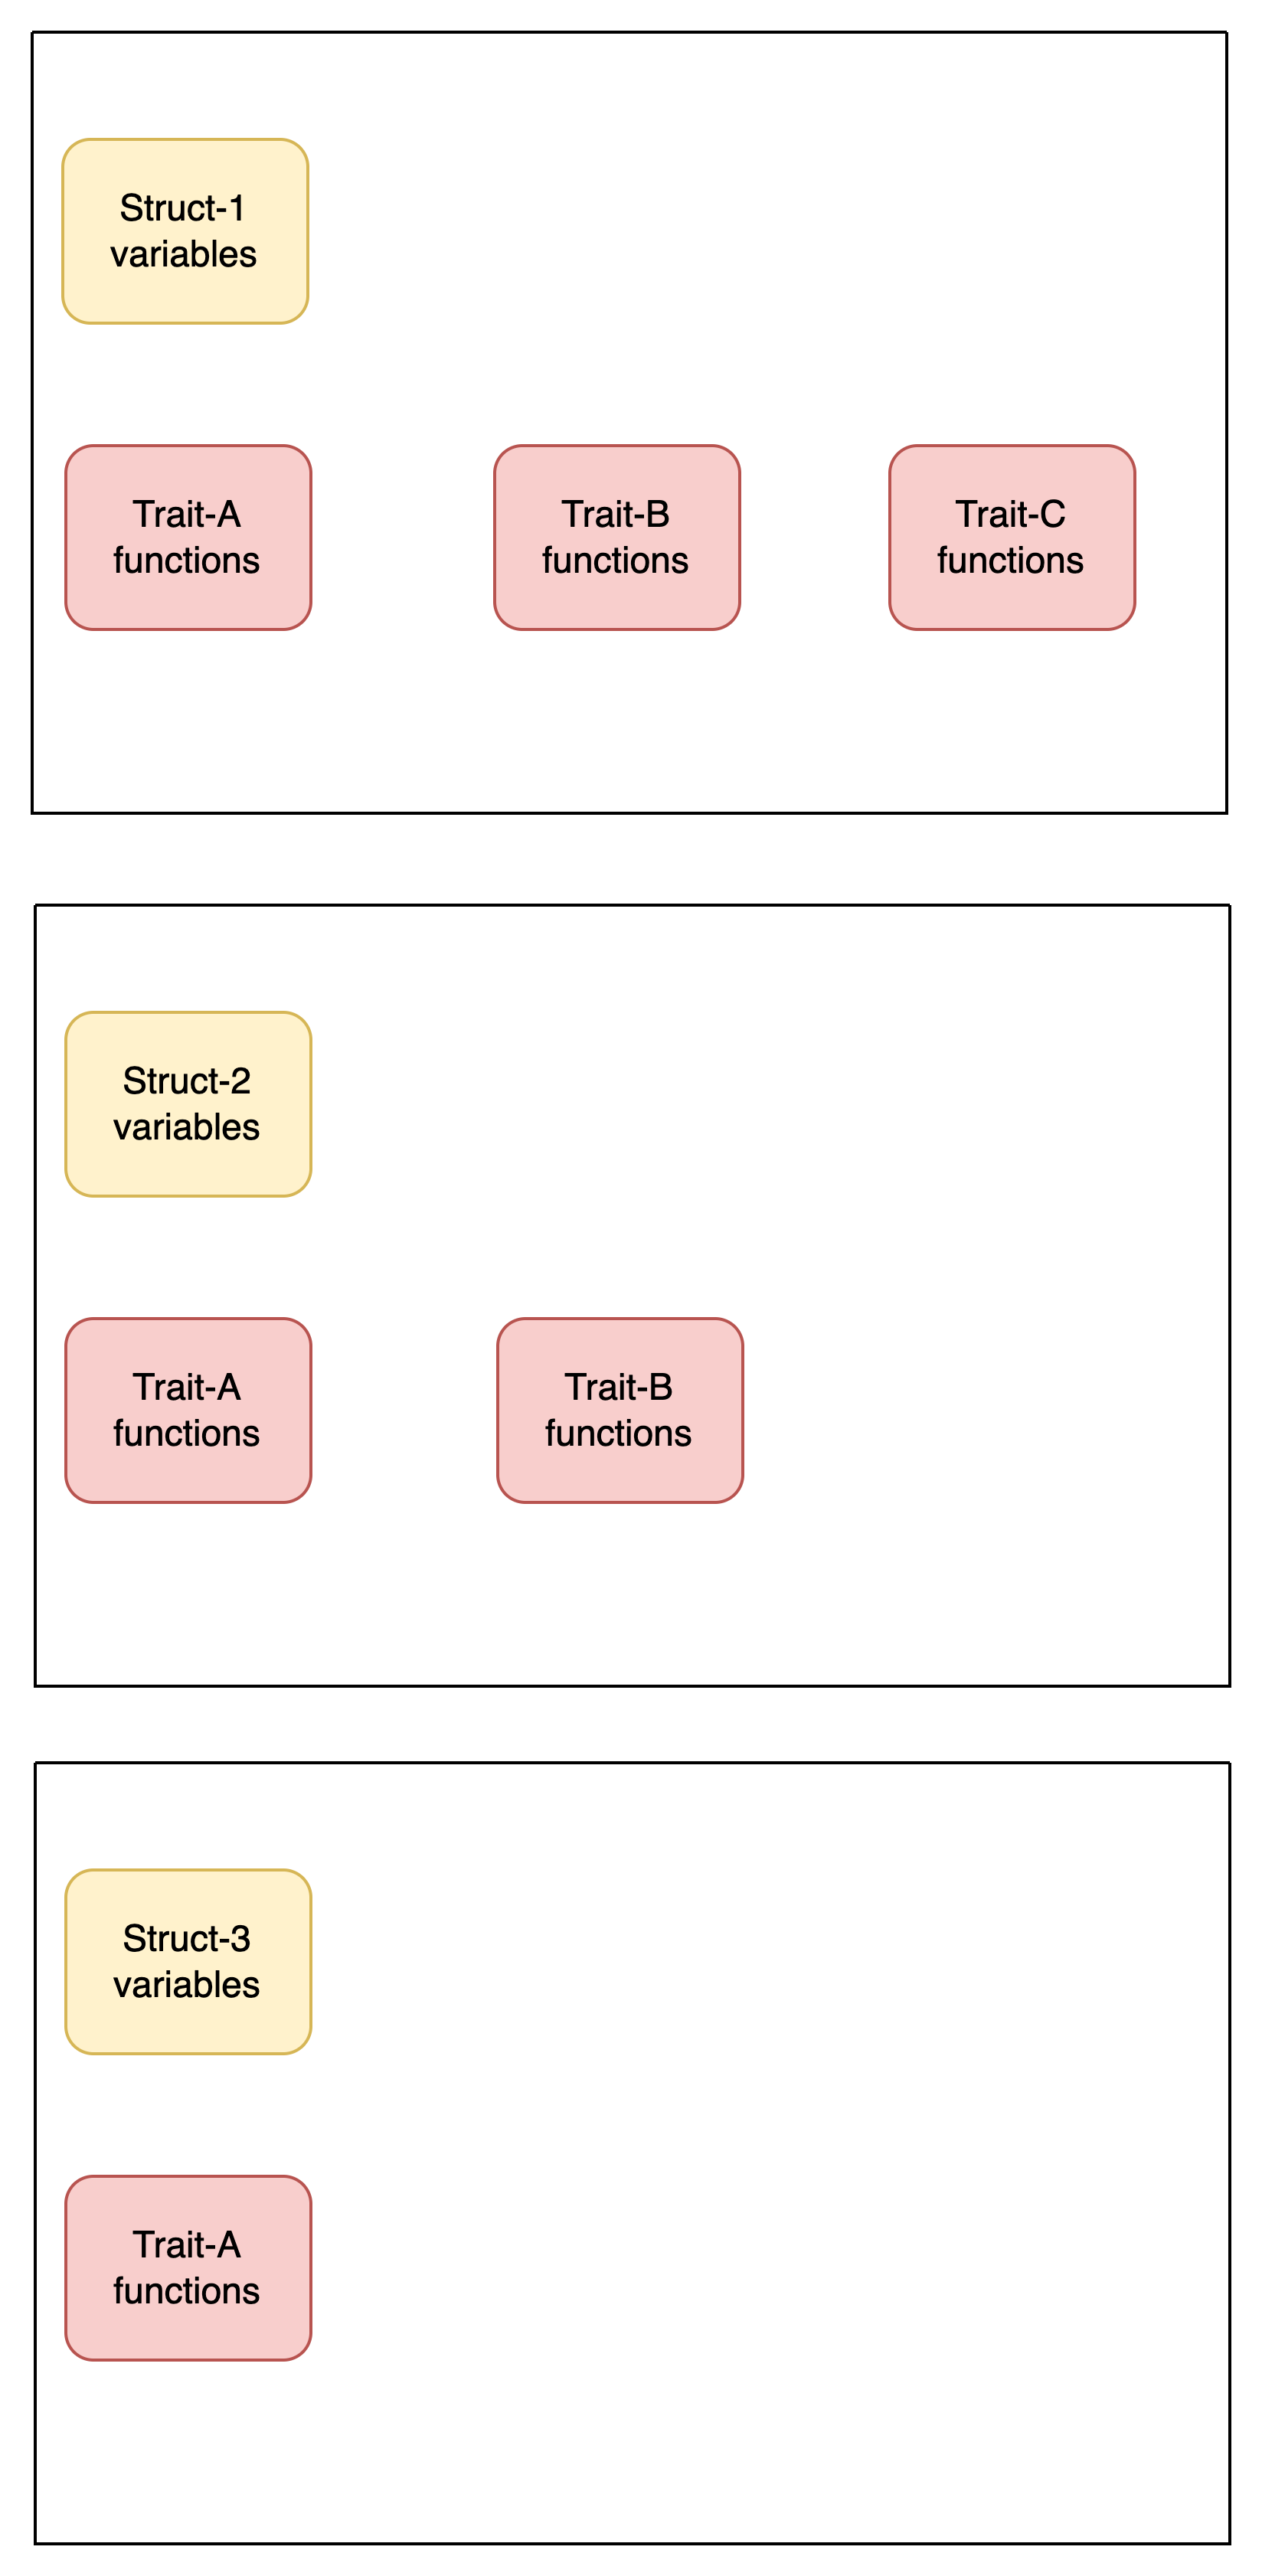 Struct-1
variables
Trait-A
functions
Trait-B
functions
Trait-C
functions
Struct-2
variables
Trait-A
functions
Trait-B
functions
Struct-3
variables
Trait-A
functions